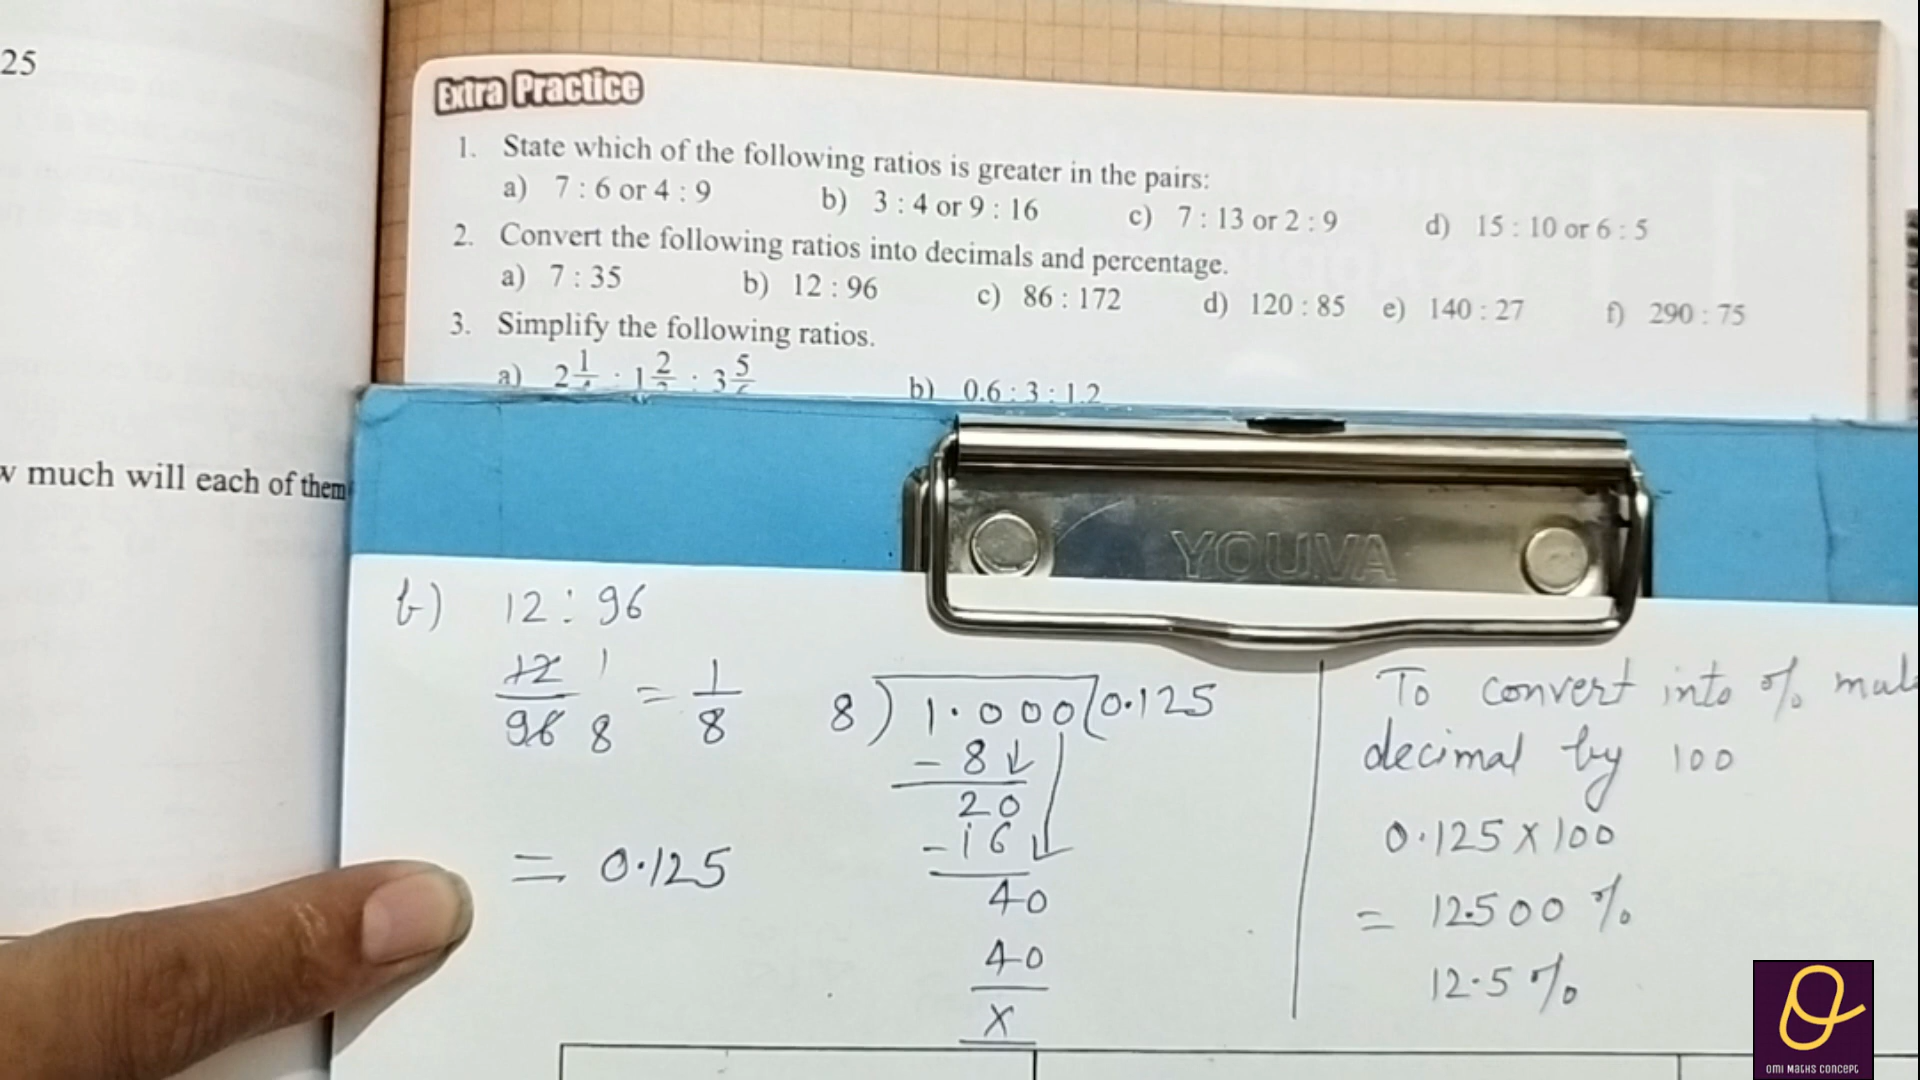 25
Extra Practice
1. State which of the following ratios is greater in the pairs:
a) 7 : 6 or 4 : 9 b) 3 : 4 or 9 : 16 c) 7 : 13 or 2 : 9 d) 15 : 10 or 6 : 5
2. Convert the following ratios into decimals and percentage.
a) 7 : 35 b) 12 : 96 c) 86 : 172 d) 120 : 85 e) 140 : 27 f) 290 : 75
3. Simplify the following ratios.
a) b) 0.6 : 3 : 1.2
much will each of them
YOUVA
b) 12 : 96
12/96 1/8 = 1/8
8 ) 1.000 ( 0.125
- 8
20
- 16
40
40
x
= 0.125
To convert into %
decimal by 100
0.125 x 100
= 12.500 %
12.5 %
OMI MATHS CONCEPT